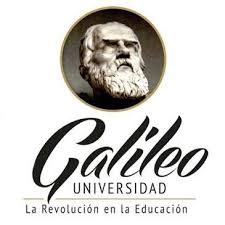 Galileo
UNIVERSIDAD
La Revolución en la Educación